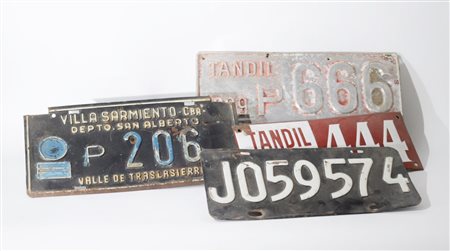 VILLA SARMIENTO-CBA-
DEPTO. SAN ALBERTO
P 206
VALLE DE TRASLASIERRA
TANDIL
P 666
TANDIL
444
J059574